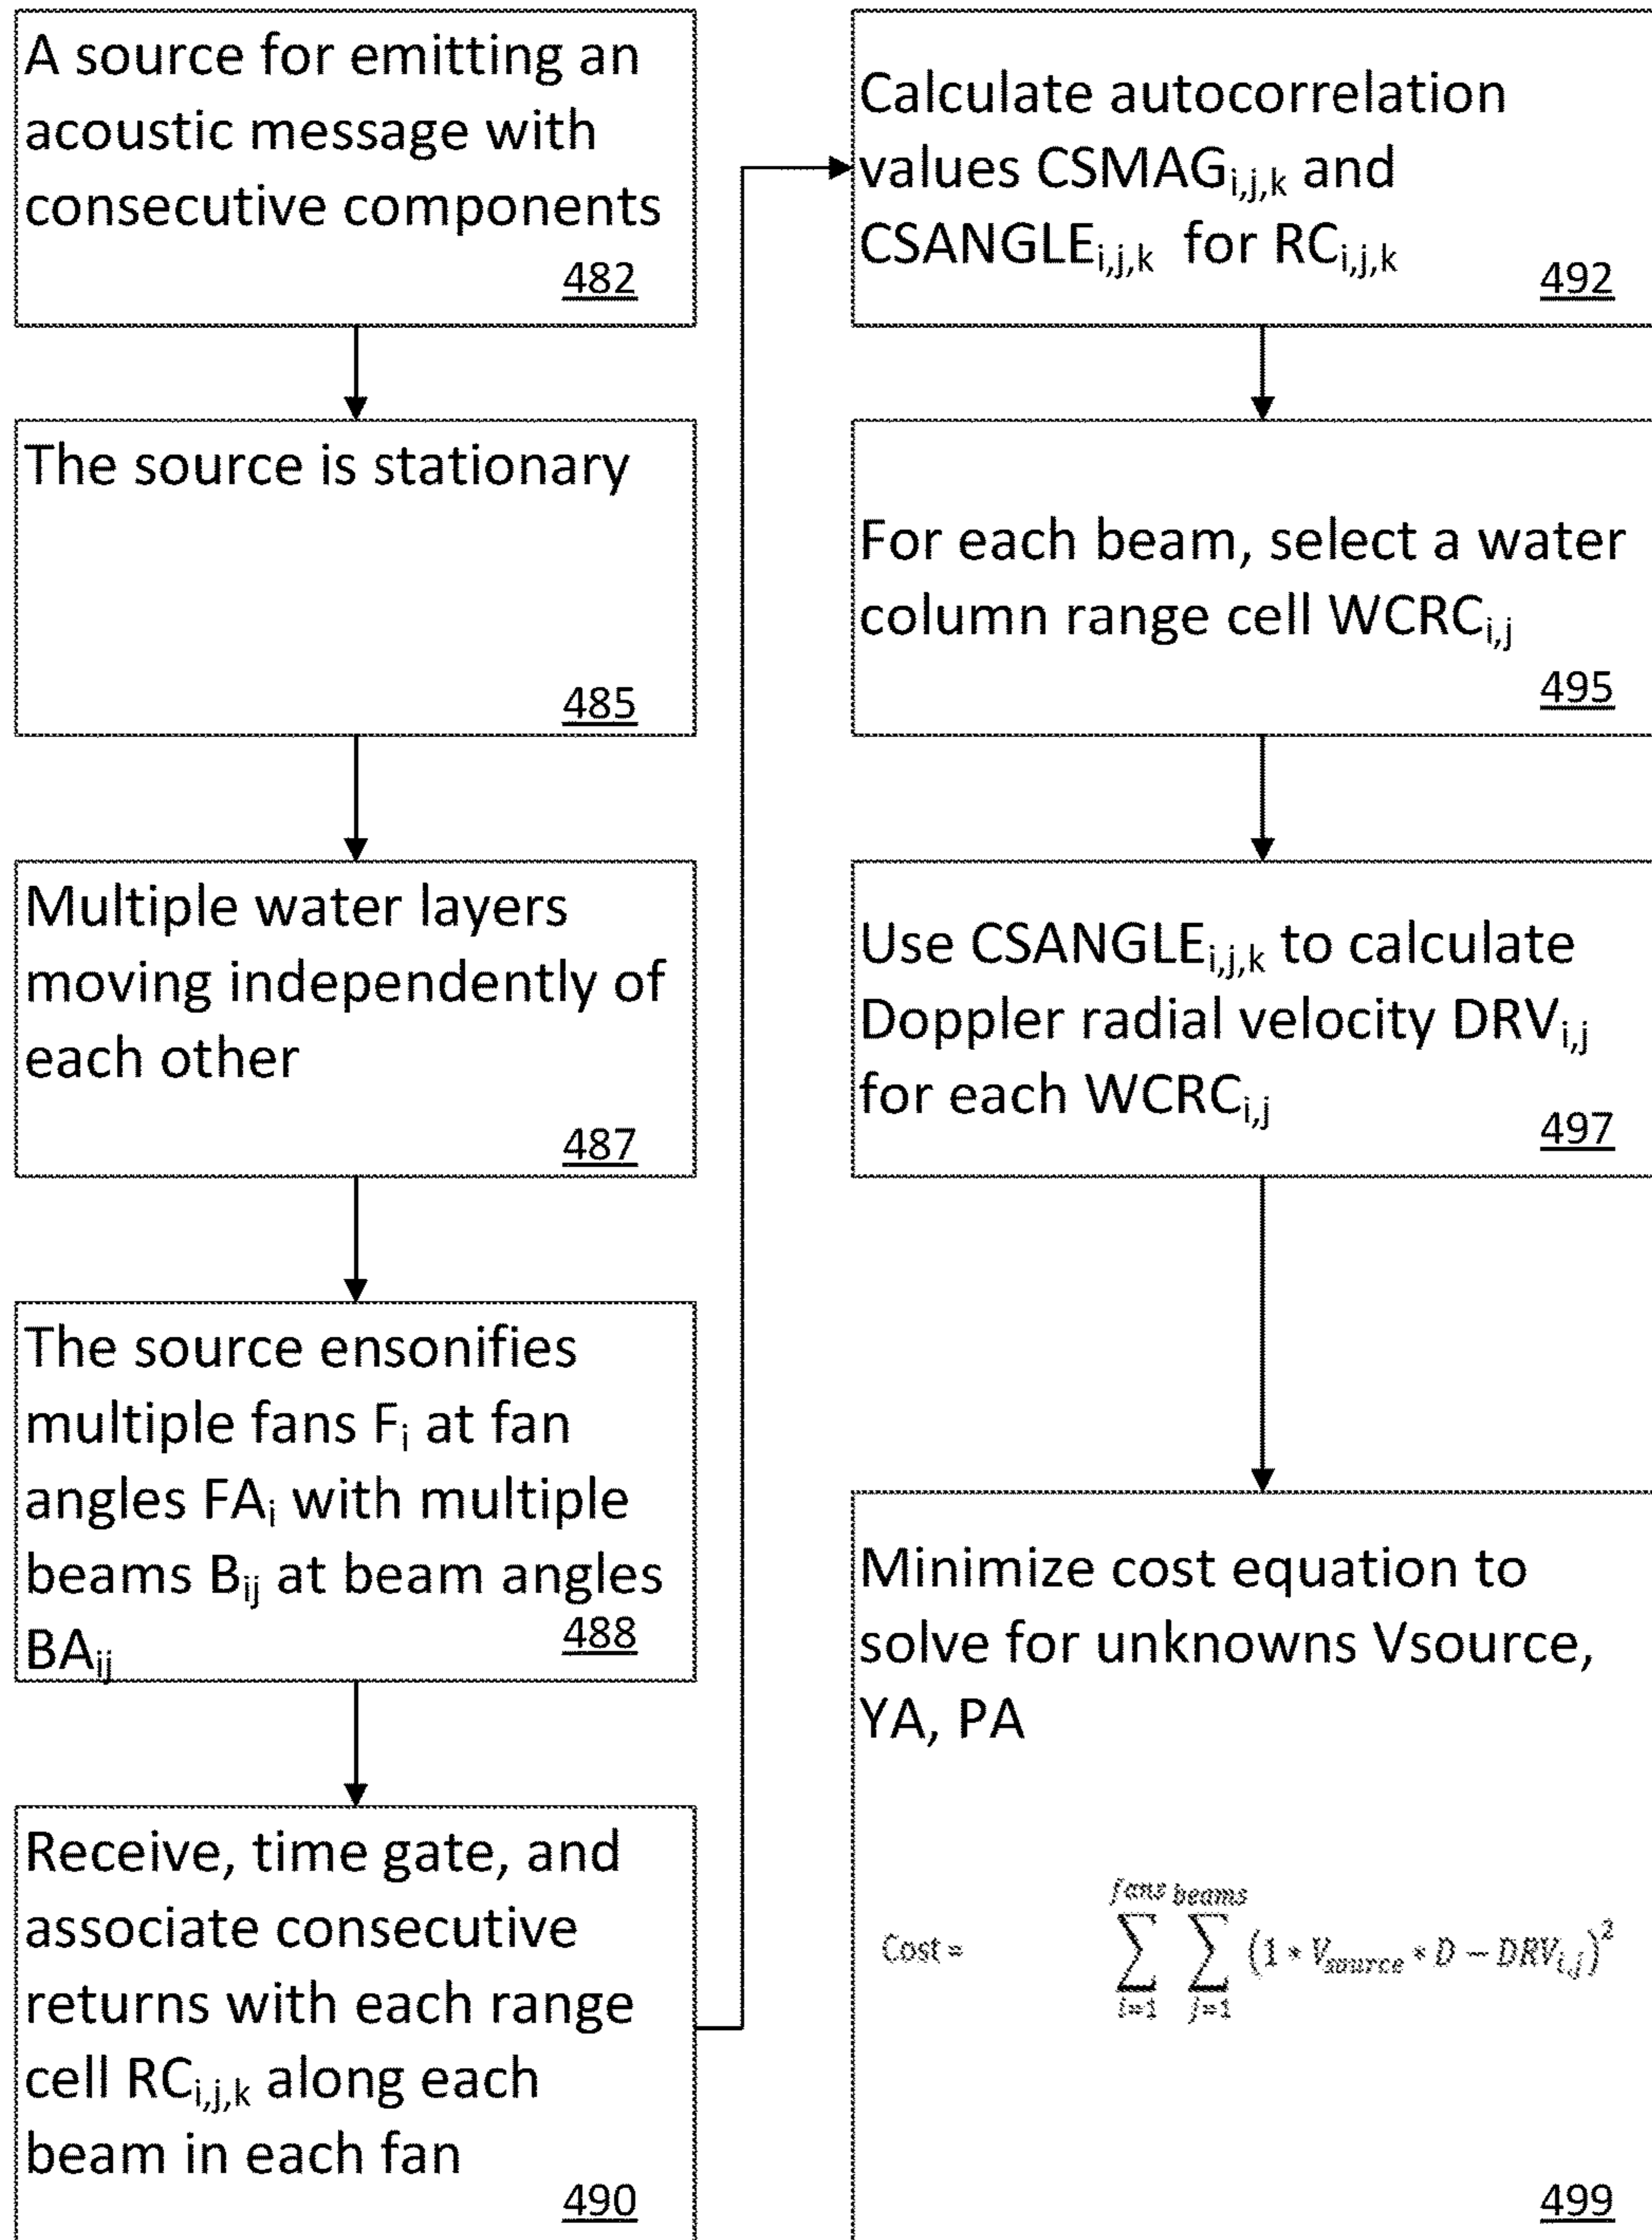 A source for emitting an
acoustic message with
consecutive components
482
The source is stationary
485
Multiple water layers
moving independently of
each other
487
The source ensonifies
multiple fans Fᵢ at fan
angles FAᵢ with multiple
beams Bᵢⱼ at beam angles
BAᵢⱼ
488
Receive, time gate, and
associate consecutive
returns with each range
cell RCᵢ,ⱼ,ₖ along each
beam in each fan
490
Calculate autocorrelation
values CSMAGᵢ,ⱼ,ₖ and
CSANGLEᵢ,ⱼ,ₖ for RCᵢ,ⱼ,ₖ
492
For each beam, select a water
column range cell WCRCᵢ,ⱼ
495
Use CSANGLEᵢ,ⱼ,ₖ to calculate
Doppler radial velocity DRVᵢ,ⱼ
for each WCRCᵢ,ⱼ
497
Minimize cost equation to
solve for unknowns Vsource,
YA, PA
fans beams
Cost = ∑ ∑ (1 * V_source * D − DRVᵢ,ⱼ)²
i=1 j=1
499